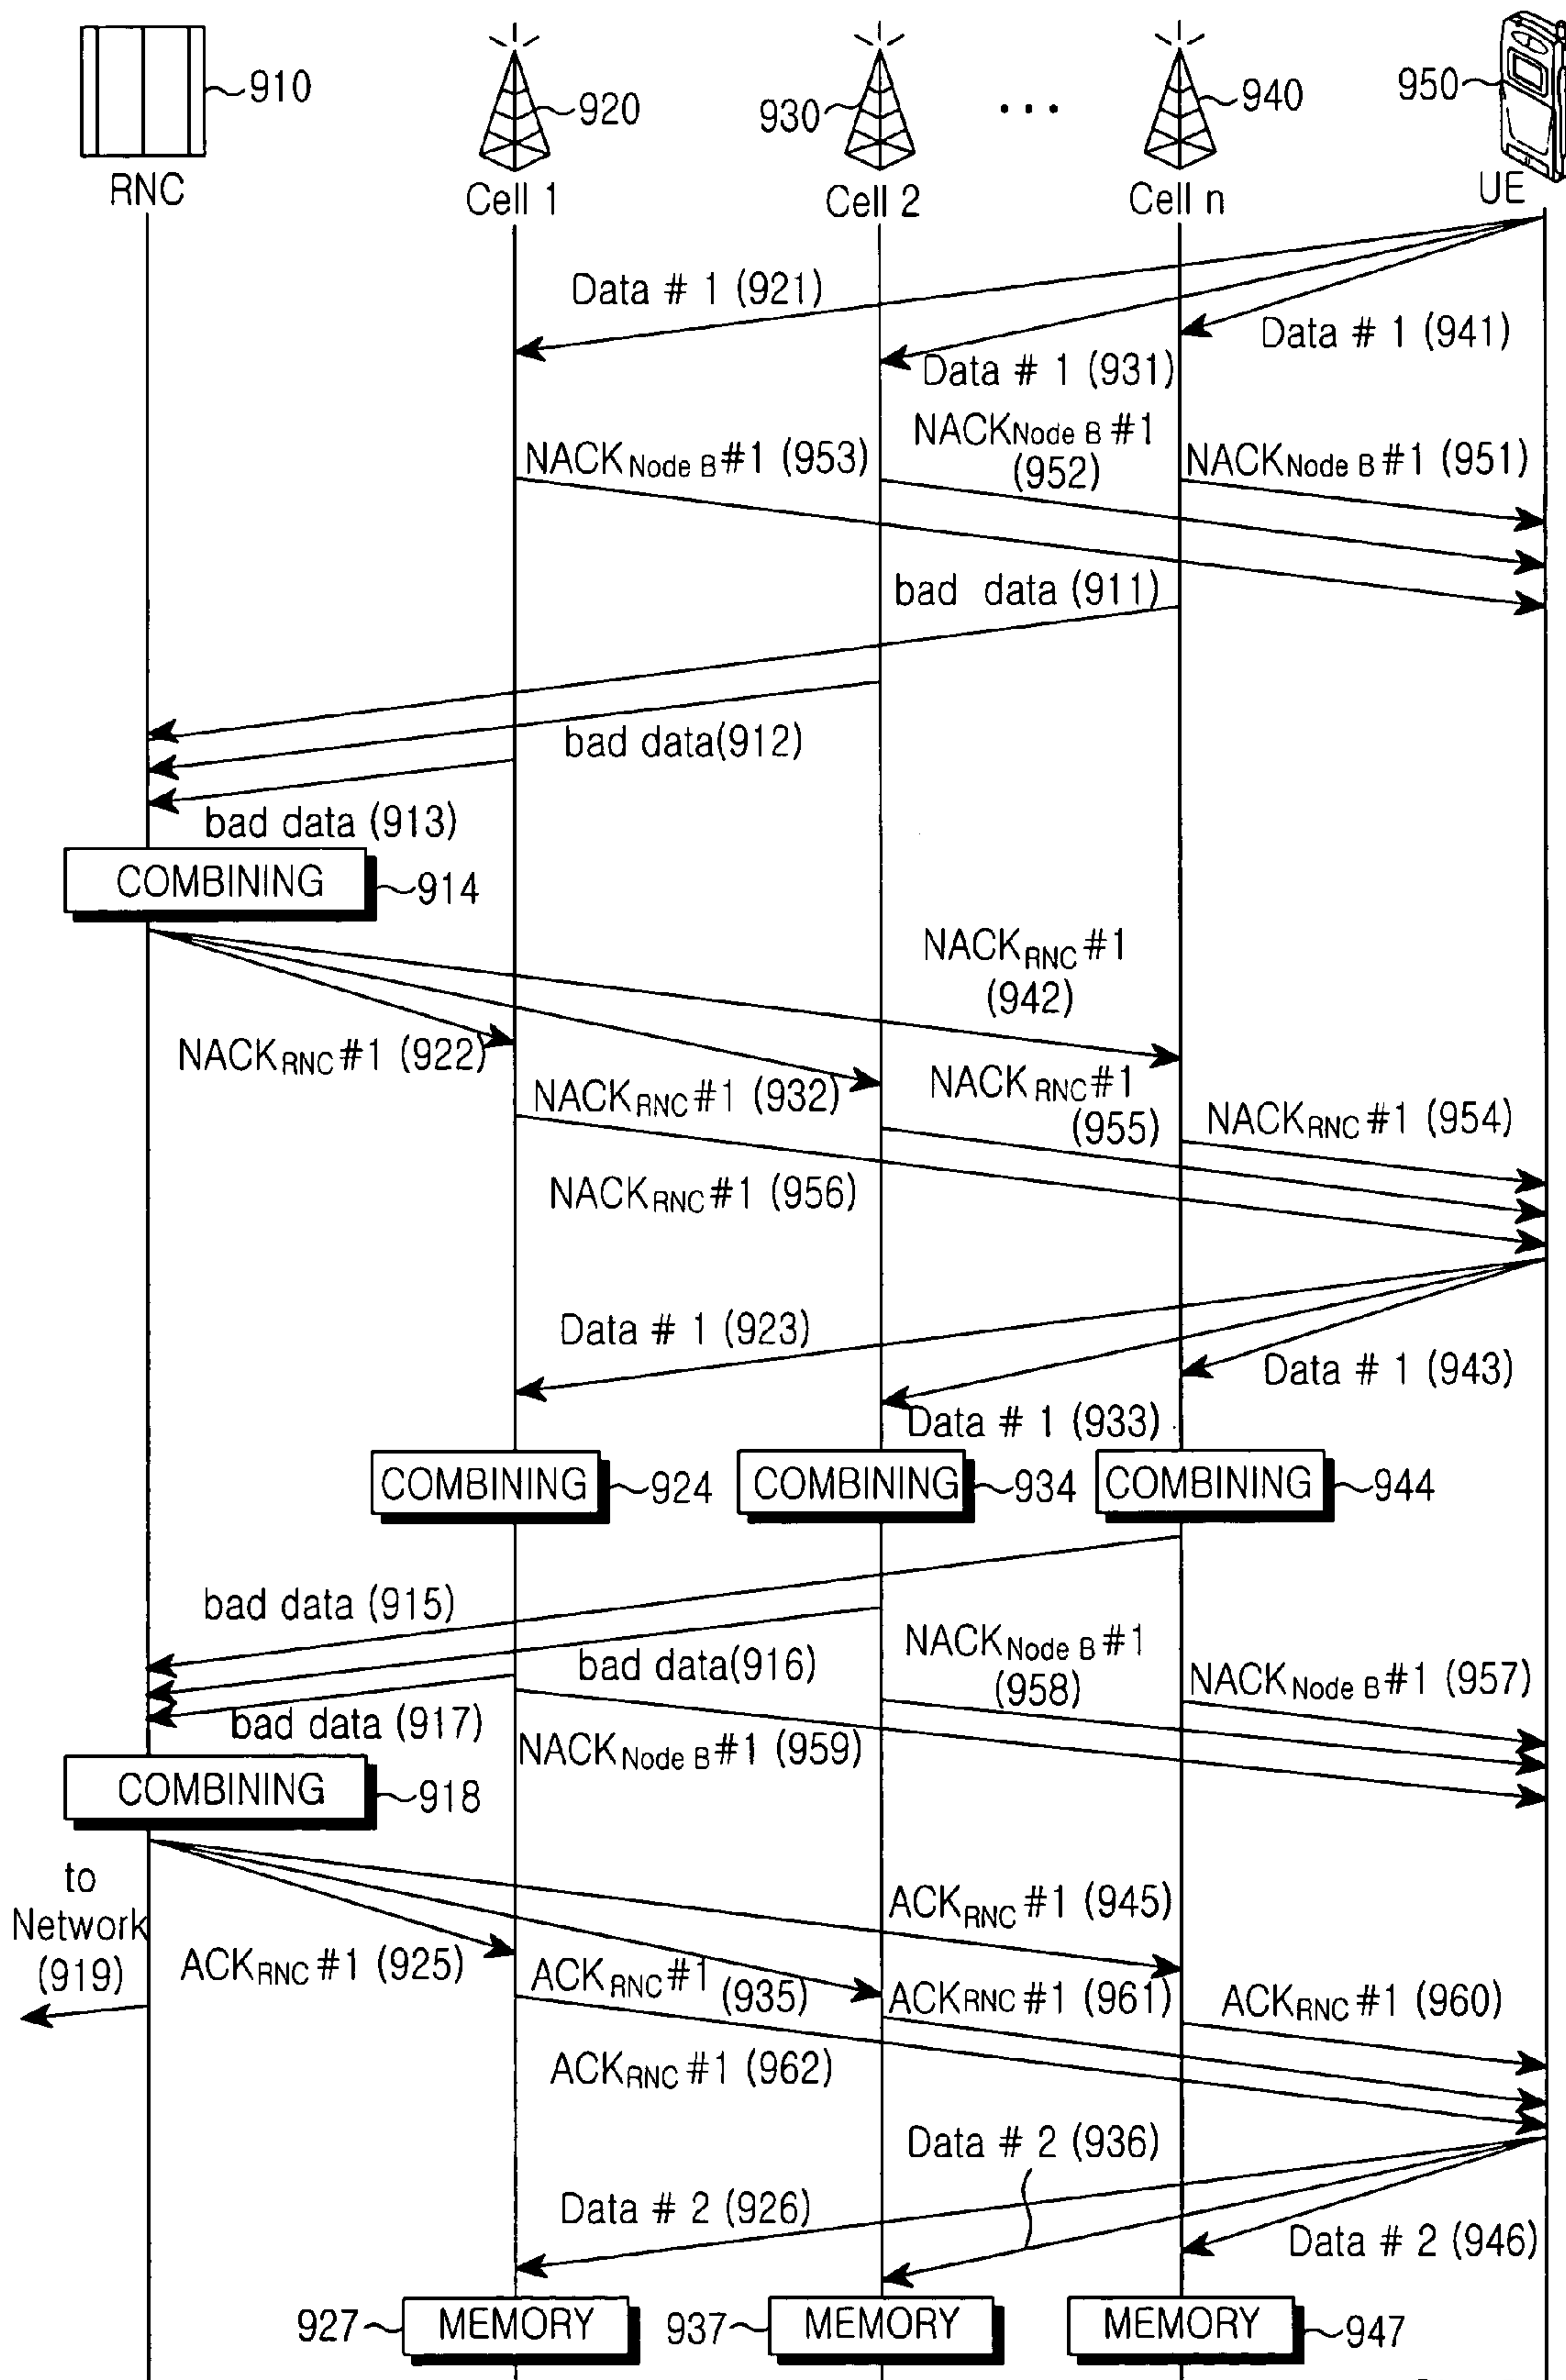 910
920
930
...
940
950
RNC
Cell 1
Cell 2
Cell n
UE
Data # 1 (921)
Data # 1 (941)
Data # 1 (931)
NACKNode B#1 (953)
NACKNode B#1
(952)
NACKNode B#1 (951)
bad data (911)
bad data(912)
bad data (913)
COMBINING
914
NACKRNC#1
(942)
NACKRNC#1 (922)
NACKRNC#1 (932)
NACKRNC#1
(955)
NACKRNC#1 (954)
NACKRNC#1 (956)
Data # 1 (923)
Data # 1 (943)
Data # 1 (933)
COMBINING
924
COMBINING
934
COMBINING
944
bad data (915)
bad data(916)
NACKNode B#1
(958)
NACKNode B#1 (957)
bad data (917)
NACKNode B#1 (959)
COMBINING
918
to
Network
(919)
ACKRNC#1 (945)
ACKRNC#1 (925)
ACKRNC#1
(935)
ACKRNC#1 (961)
ACKRNC#1 (960)
ACKRNC#1 (962)
Data # 2 (936)
Data # 2 (926)
Data # 2 (946)
927
MEMORY
937
MEMORY
MEMORY
947